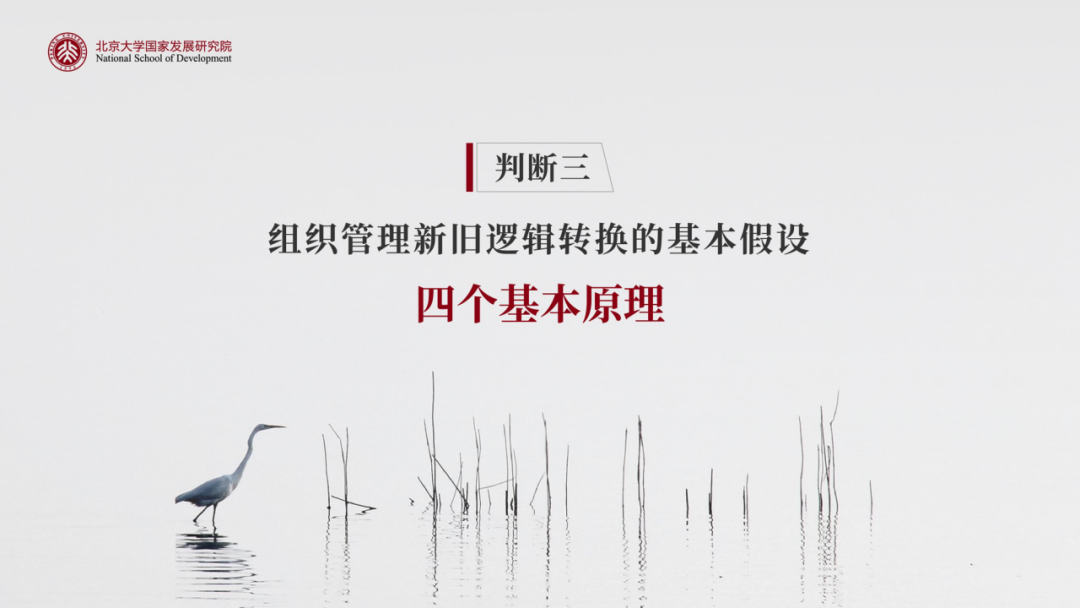 北京大学国家发展研究院
National School of Development
判断三
组织管理新旧逻辑转换的基本假设
四个基本原理